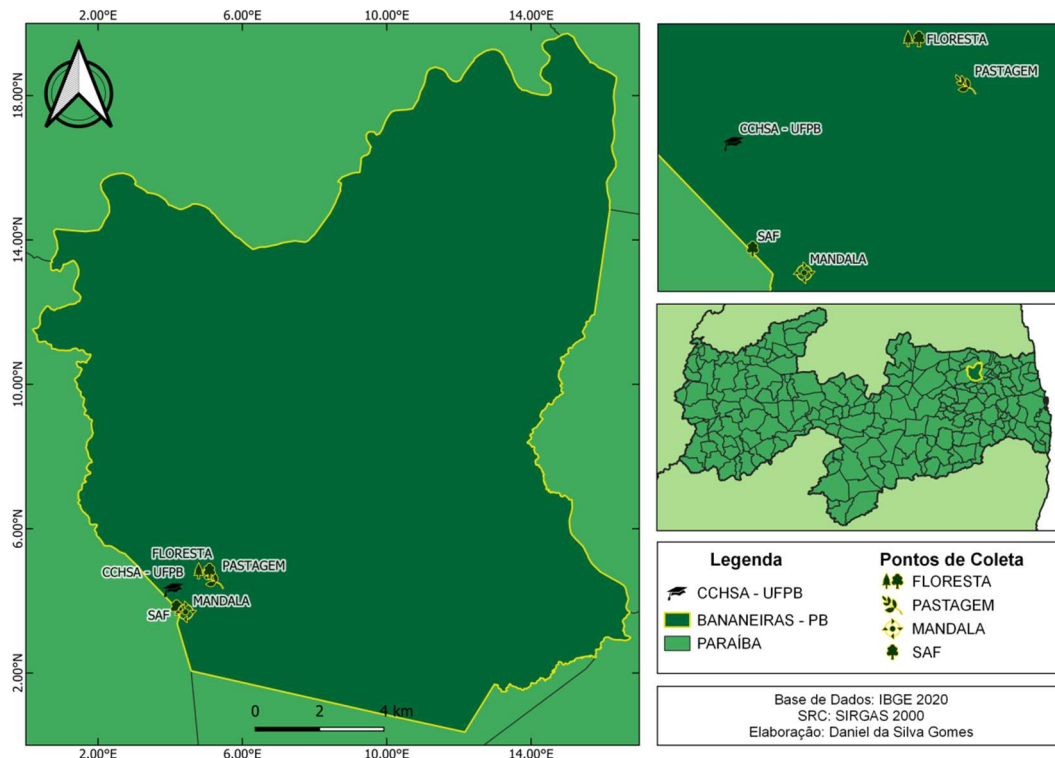 2.00°E 6.00°E 10.00°E 14.00°E
18.00°N
14.00°N
10.00°N
6.00°N
2.00°N
FLORESTA
PASTAGEM
CCHSA - UFPB
MANDALA
SAF
0 2 4 km
2.00°E 6.00°E 10.00°E 14.00°E
FLORESTA
PASTAGEM
CCHSA - UFPB
SAF
MANDALA
Legenda
CCHSA - UFPB
BANANEIRAS - PB
PARAÍBA
Pontos de Coleta
FLORESTA
PASTAGEM
MANDALA
SAF
Base de Dados: IBGE 2020
SRC: SIRGAS 2000
Elaboração: Daniel da Silva Gomes